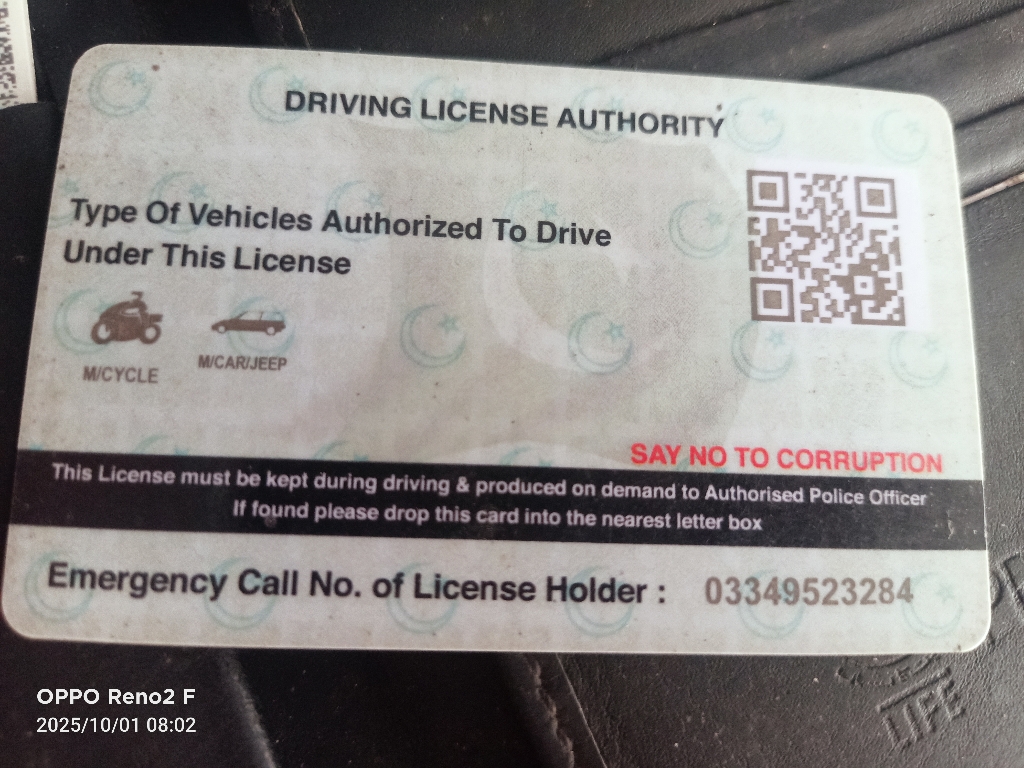 DRIVING LICENSE AUTHORITY
Type Of Vehicles Authorized To Drive
Under This License
M/CYCLE
M/CAR/JEEP
SAY NO TO CORRUPTION
This License must be kept during driving & produced on demand to Authorised Police Officer
If found please drop this card into the nearest letter box
Emergency Call No. of License Holder : 03349523284
LIFE
OPPO Reno2 F
2025/10/01 08:02